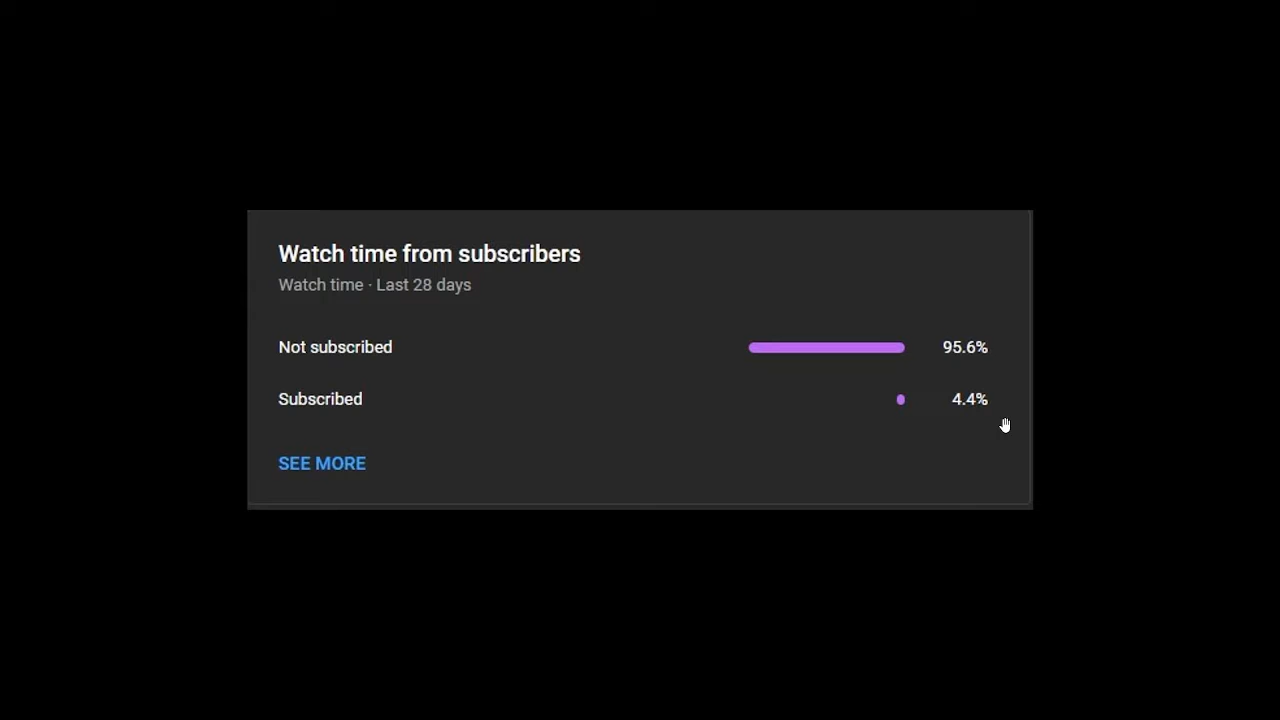 Watch time from subscribers
Watch time · Last 28 days
Not subscribed 95.6%
Subscribed 4.4%
SEE MORE